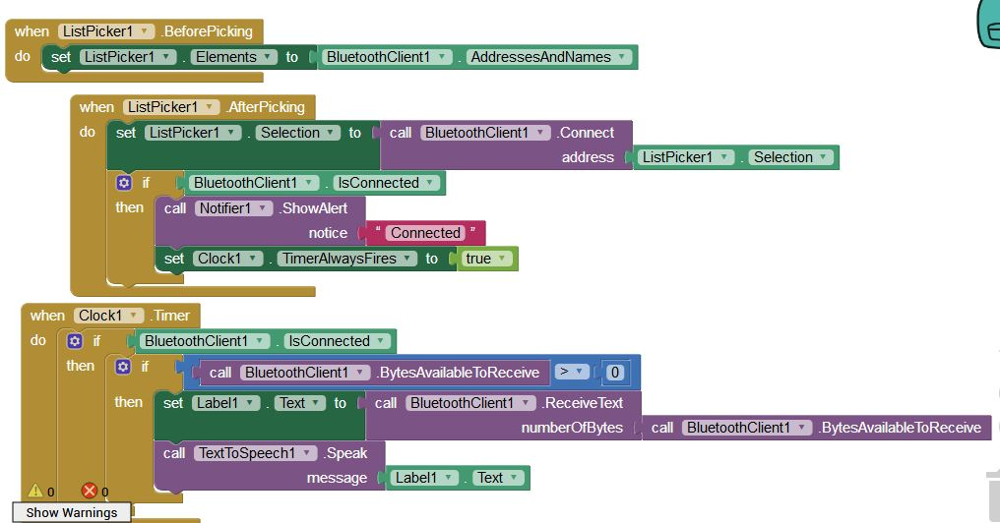 when ListPicker1 .BeforePicking
do set ListPicker1 . Elements to BluetoothClient1 . AddressesAndNames
when ListPicker1 .AfterPicking
do set ListPicker1 . Selection to call BluetoothClient1 .Connect
address ListPicker1 . Selection
if BluetoothClient1 . IsConnected
then call Notifier1 .ShowAlert
notice “ Connected ”
set Clock1 . TimerAlwaysFires to true
when Clock1 .Timer
do if BluetoothClient1 . IsConnected
then if call BluetoothClient1 .BytesAvailableToReceive > 0
then set Label1 . Text to call BluetoothClient1 .ReceiveText
numberOfBytes call BluetoothClient1 .BytesAvailableToReceive
call TextToSpeech1 .Speak
message Label1 . Text
0 0
Show Warnings